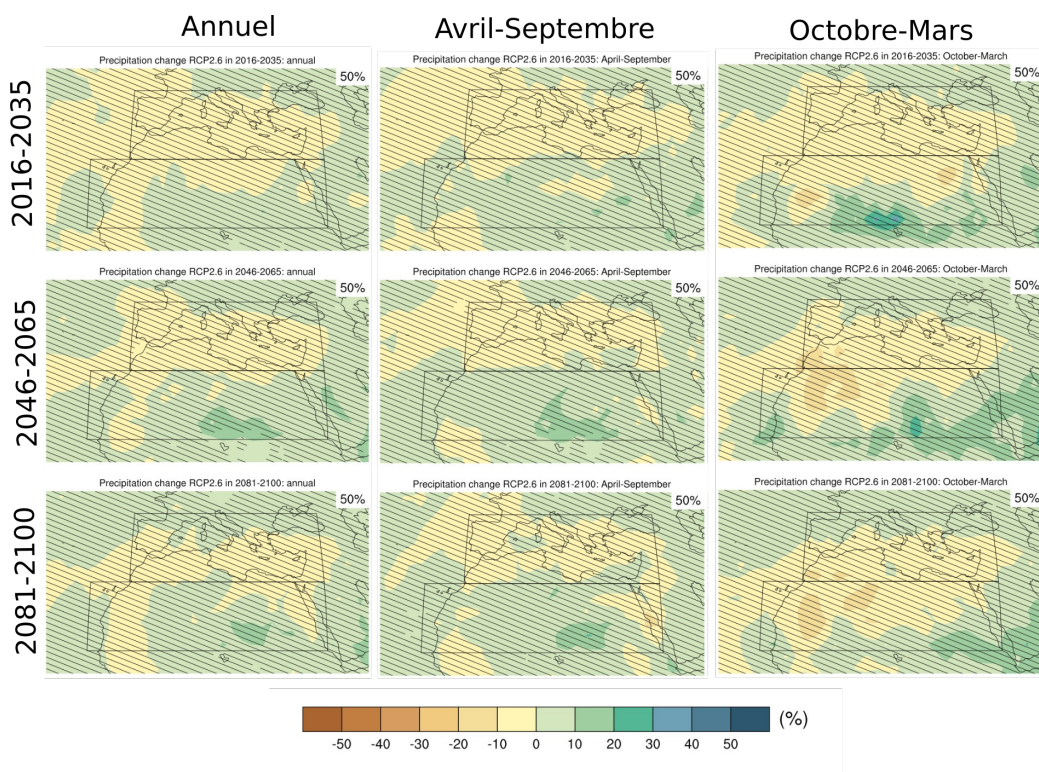 Annuel
Avril-Septembre
Octobre-Mars
2016-2035
Precipitation change RCP2.6 in 2016-2035: annual
50%
Precipitation change RCP2.6 in 2016-2035: April-September
50%
Precipitation change RCP2.6 in 2016-2035: October-March
50%
2046-2065
Precipitation change RCP2.6 in 2046-2065: annual
50%
Precipitation change RCP2.6 in 2046-2065: April-September
50%
Precipitation change RCP2.6 in 2046-2065: October-March
50%
2081-2100
Precipitation change RCP2.6 in 2081-2100: annual
50%
Precipitation change RCP2.6 in 2081-2100: April-September
50%
Precipitation change RCP2.6 in 2081-2100: October-March
50%
(%)
-50 -40 -30 -20 -10 0 10 20 30 40 50